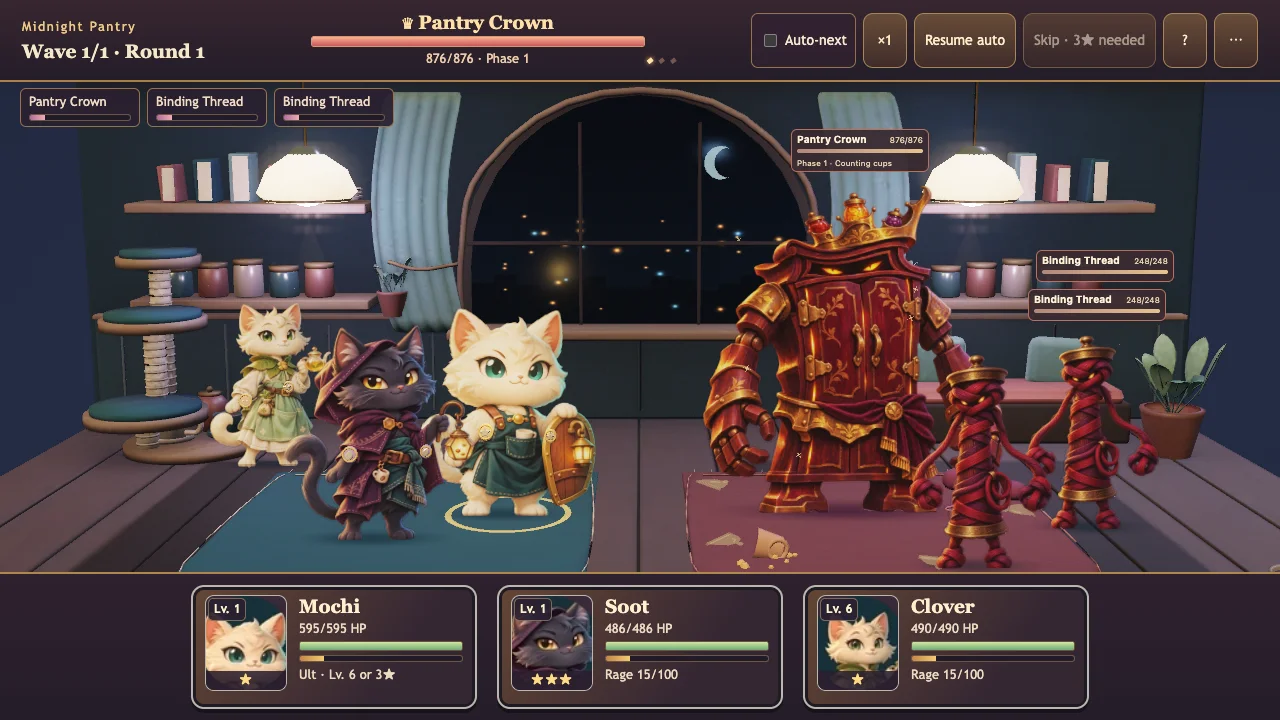 Midnight Pantry
Wave 1/1 · Round 1
♛ Pantry Crown
876/876 · Phase 1
Auto-next
×1
Resume auto
Skip · 3★ needed
?
···
Pantry Crown
Binding Thread
Binding Thread
Pantry Crown 876/876
Phase 1 · Counting cups
Binding Thread 248/248
Binding Thread 248/248
Lv. 1
Mochi
595/595 HP
Ult · Lv. 6 or 3★
★
Lv. 1
Soot
486/486 HP
Rage 15/100
★★★
Lv. 6
Clover
490/490 HP
Rage 15/100
★